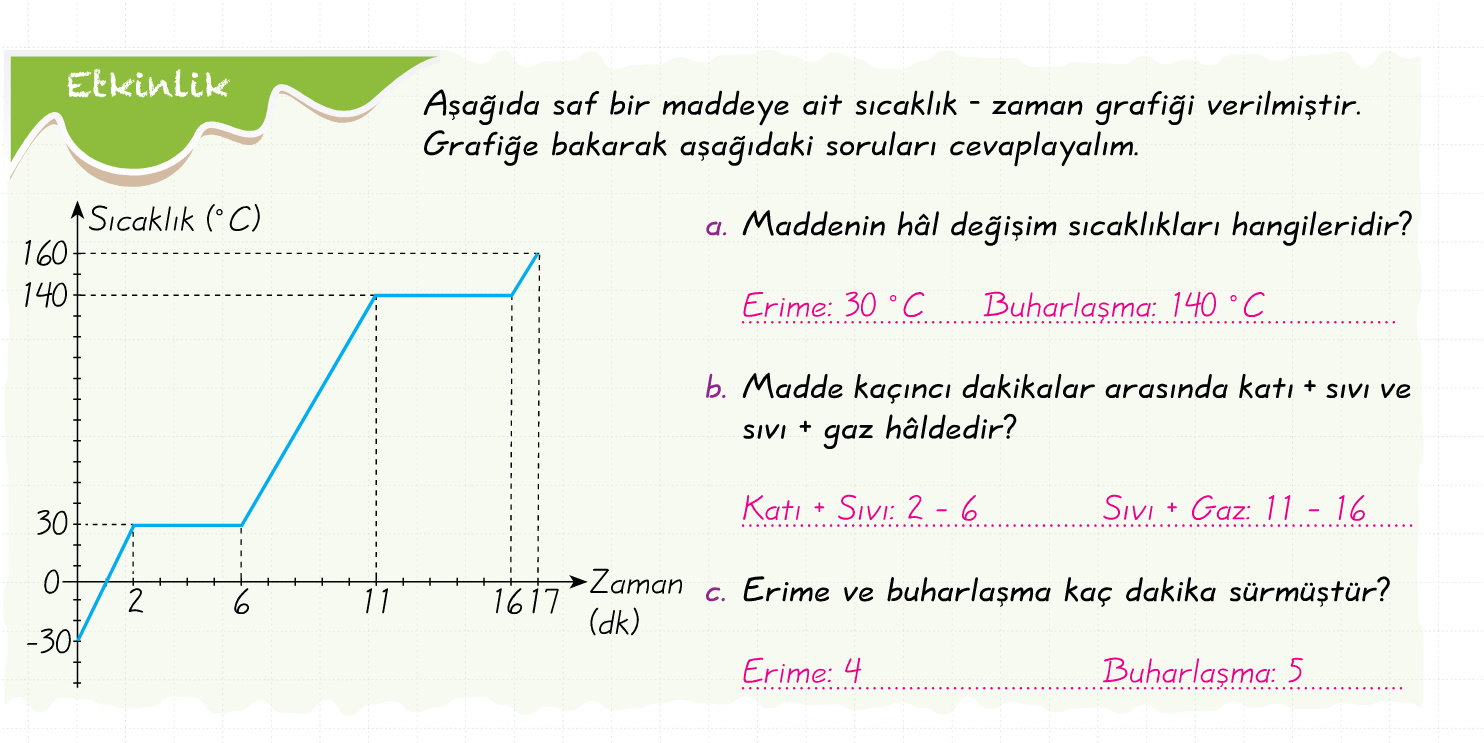 Etkinlik
Aşağıda saf bir maddeye ait sıcaklık - zaman grafiği verilmiştir.
Grafiğe bakarak aşağıdaki soruları cevaplayalım.
Sıcaklık (°C)
160
140
30
0
-30
2
6
11
16
17
Zaman
(dk)
a. Maddenin hâl değişim sıcaklıkları hangileridir?
Erime: 30 °C Buharlaşma: 140 °C
b. Madde kaçıncı dakikalar arasında katı + sıvı ve
sıvı + gaz hâldedir?
Katı + Sıvı: 2 - 6 Sıvı + Gaz: 11 - 16
c. Erime ve buharlaşma kaç dakika sürmüştür?
Erime: 4 Buharlaşma: 5